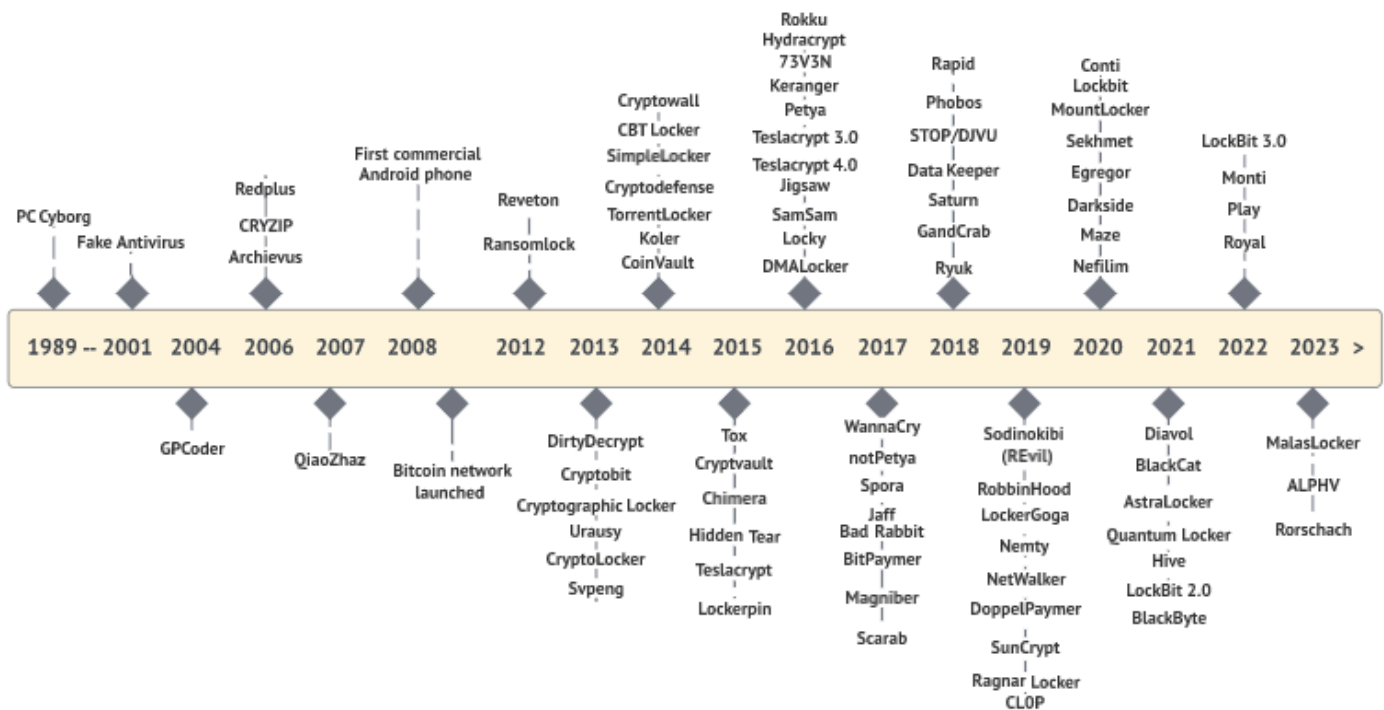 PC Cyborg
Fake Antivirus
Redplus
CRYZIP
Archievus
First commercial
Android phone
Reveton
Ransomlock
Cryptowall
CBT Locker
SimpleLocker
Cryptodefense
TorrentLocker
Koler
CoinVault
Rokku
Hydracrypt
73V3N
Keranger
Petya
Teslacrypt 3.0
Teslacrypt 4.0
Jigsaw
SamSam
Locky
DMALocker
Rapid
Phobos
STOP/DJVU
Data Keeper
Saturn
GandCrab
Ryuk
Conti
Lockbit
MountLocker
Sekhmet
Egregor
Darkside
Maze
Nefilim
LockBit 3.0
Monti
Play
Royal
1989 -- 2001 2004 2006 2007 2008 2012 2013 2014 2015 2016 2017 2018 2019 2020 2021 2022 2023 >
GPCoder
QiaoZhaz
Bitcoin network
launched
DirtyDecrypt
Cryptobit
Cryptographic Locker
Urausy
CryptoLocker
Svpeng
Tox
Cryptvault
Chimera
Hidden Tear
Teslacrypt
Lockerpin
WannaCry
notPetya
Spora
Jaff
Bad Rabbit
BitPaymer
Magniber
Scarab
Sodinokibi
(REvil)
RobbinHood
LockerGoga
Nemty
NetWalker
DoppelPaymer
SunCrypt
Ragnar Locker
CL0P
Diavol
BlackCat
AstraLocker
Quantum Locker
Hive
LockBit 2.0
BlackByte
MalasLocker
ALPHV
Rorschach